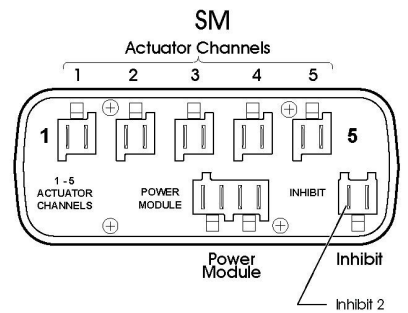 SM
Actuator Channels
1 2 3 4 5
1 5
1 - 5
ACTUATOR
CHANNELS
POWER
MODULE
INHIBIT
Power
Module
Inhibit
Inhibit 2